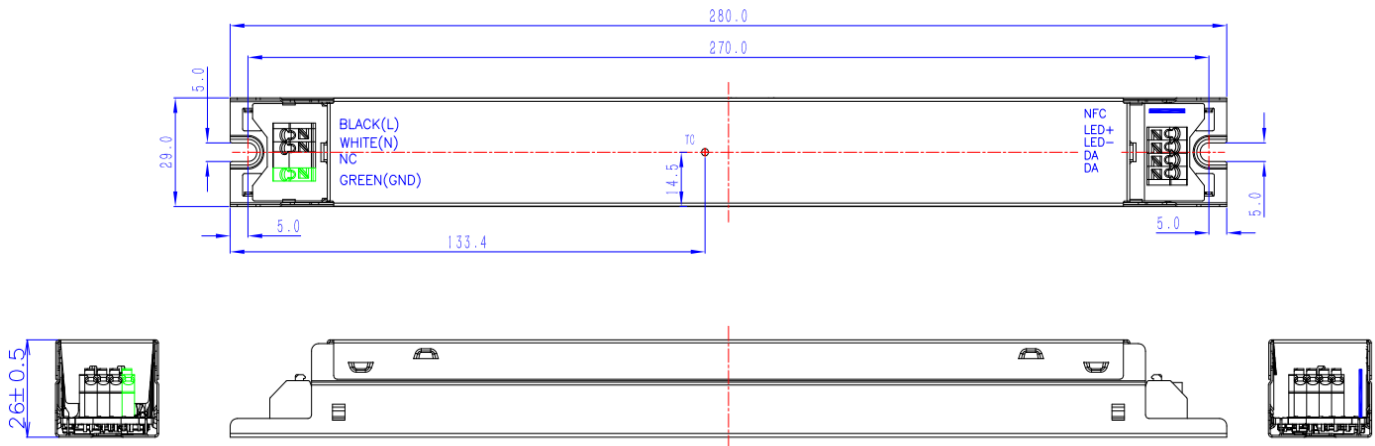 280.0
270.0
5.0
29.0
BLACK(L)
WHITE(N)
NC
GREEN(GND)
TC
14.5
NFC
LED+
LED-
DA
DA
5.0
5.0
5.0
133.4
26±0.5